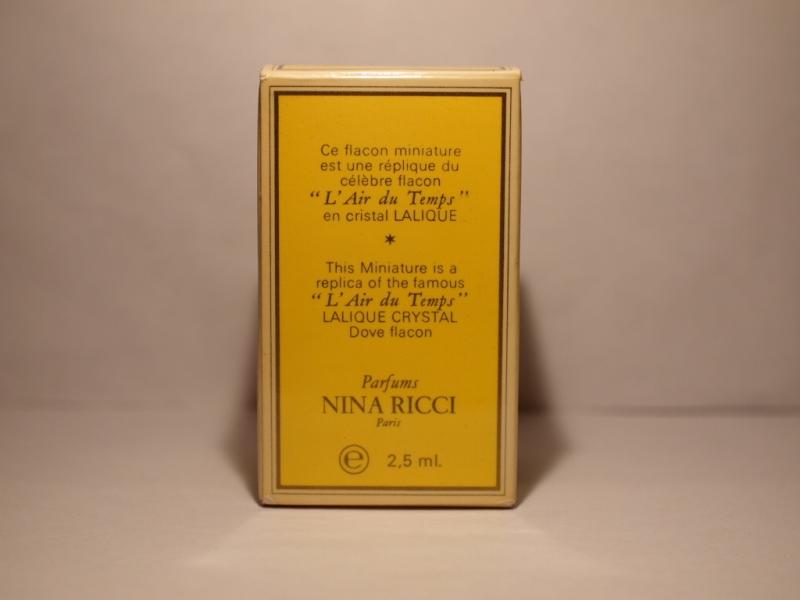 Ce flacon miniature
est une réplique du
célèbre flacon
"L'Air du Temps"
en cristal LALIQUE
✶
This Miniature is a
replica of the famous
"L'Air du Temps"
LALIQUE CRYSTAL
Dove flacon
Parfums
NINA RICCI
Paris
℮ 2,5 ml.